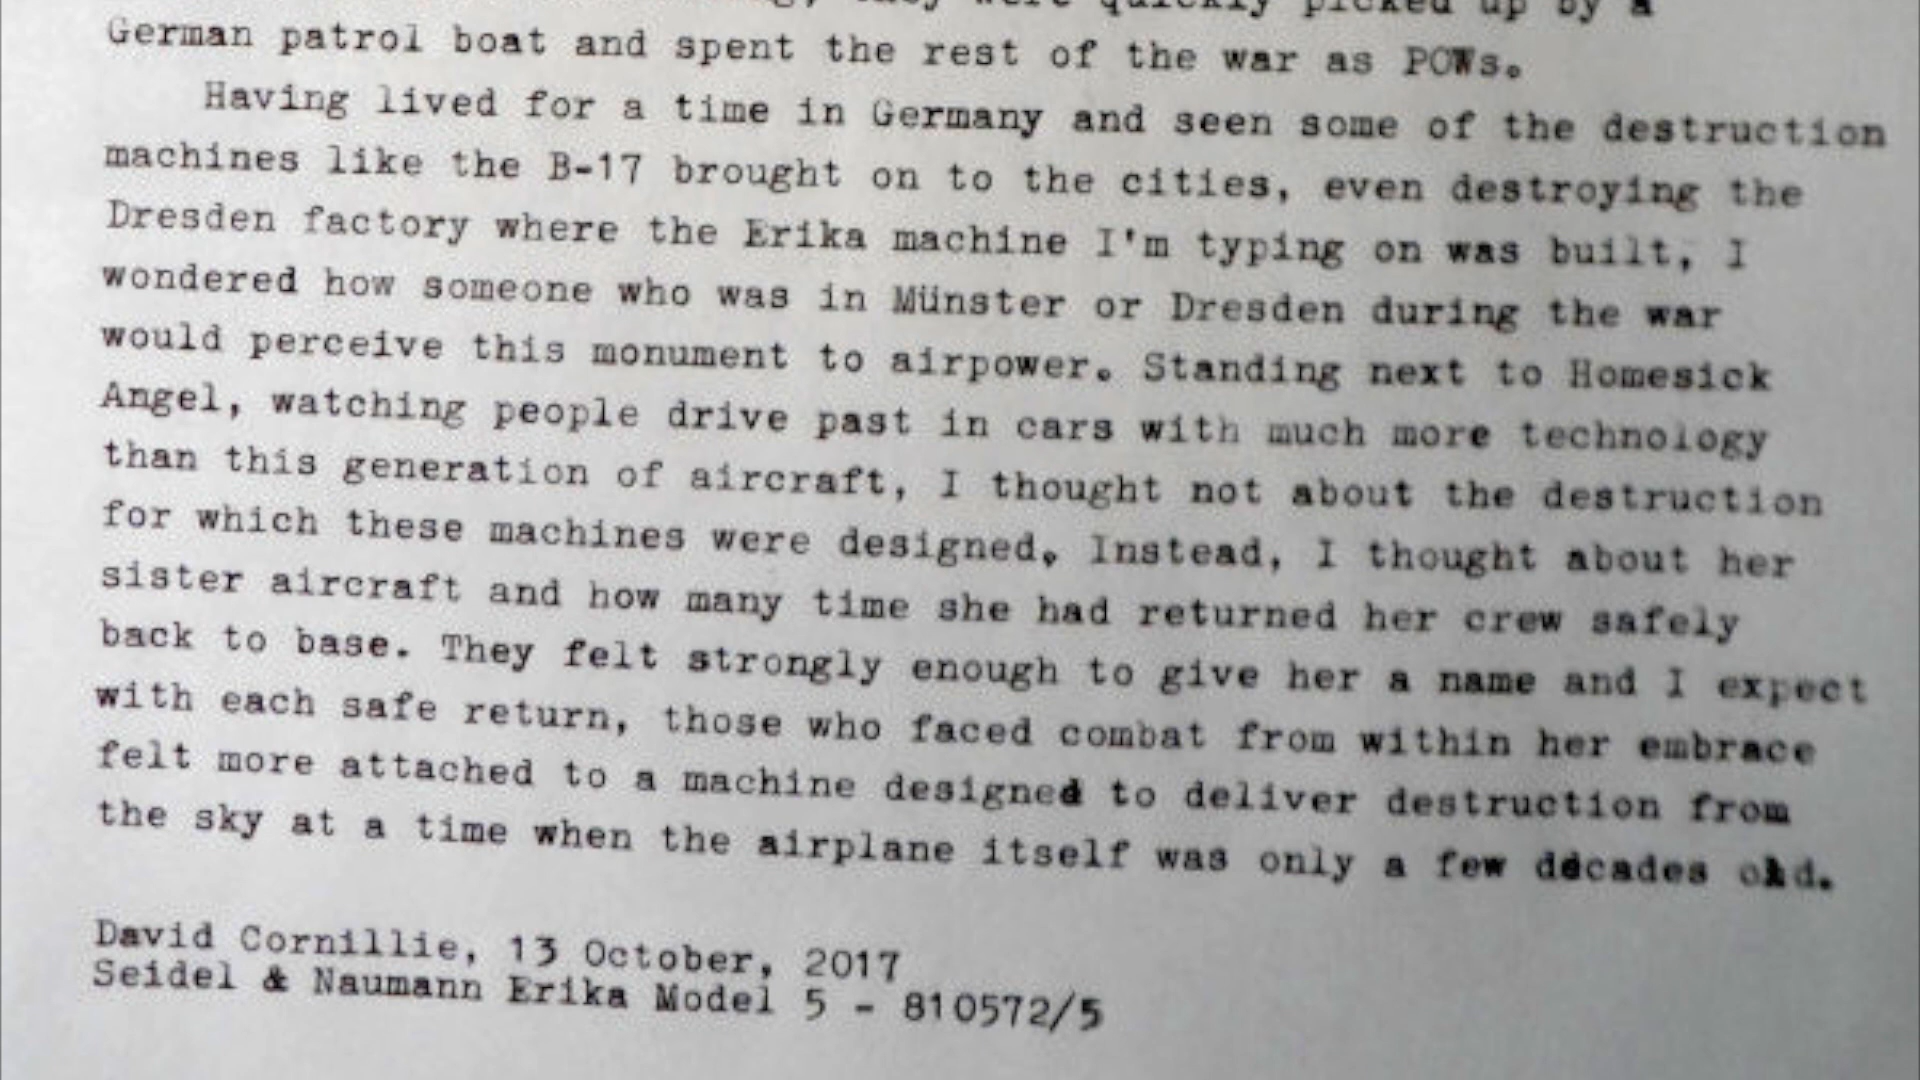 they were quickly picked up by a
German patrol boat and spent the rest of the war as POWs.
Having lived for a time in Germany and seen some of the destruction
machines like the B-17 brought on to the cities, even destroying the
Dresden factory where the Erika machine I'm typing on was built, I
wondered how someone who was in Münster or Dresden during the war
would perceive this monument to airpower. Standing next to Homesick
Angel, watching people drive past in cars with much more technology
than this generation of aircraft, I thought not about the destruction
for which these machines were designed. Instead, I thought about her
sister aircraft and how many time she had returned her crew safely
back to base. They felt strongly enough to give her a name and I expect
with each safe return, those who faced combat from within her embrace
felt more attached to a machine designed to deliver destruction from
the sky at a time when the airplane itself was only a few decades old.
David Cornillie, 13 October, 2017
Seidel & Naumann Erika Model 5 - 810572/5